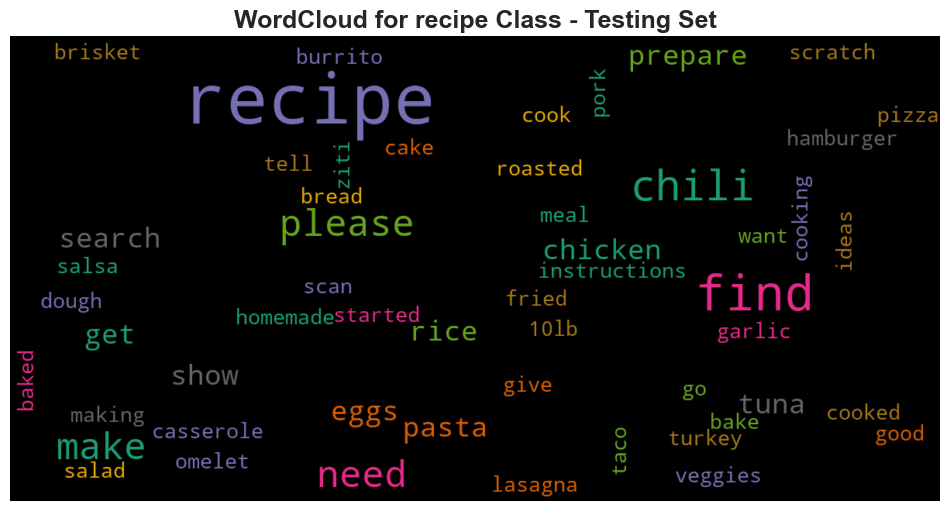 WordCloud for recipe Class - Testing Set
brisket
burrito
prepare
scratch
recipe
pork
cook
pizza
hamburger
cake
ziti
tell
roasted
bread
chili
please
meal
cooking
want
ideas
search
chicken
salsa
instructions
scan
find
dough
fried
homemade
started
rice
10lb
garlic
get
baked
show
give
go
tuna
making
eggs
pasta
bake
cooked
casserole
make
taco
turkey
good
salad
omelet
need
lasagna
veggies